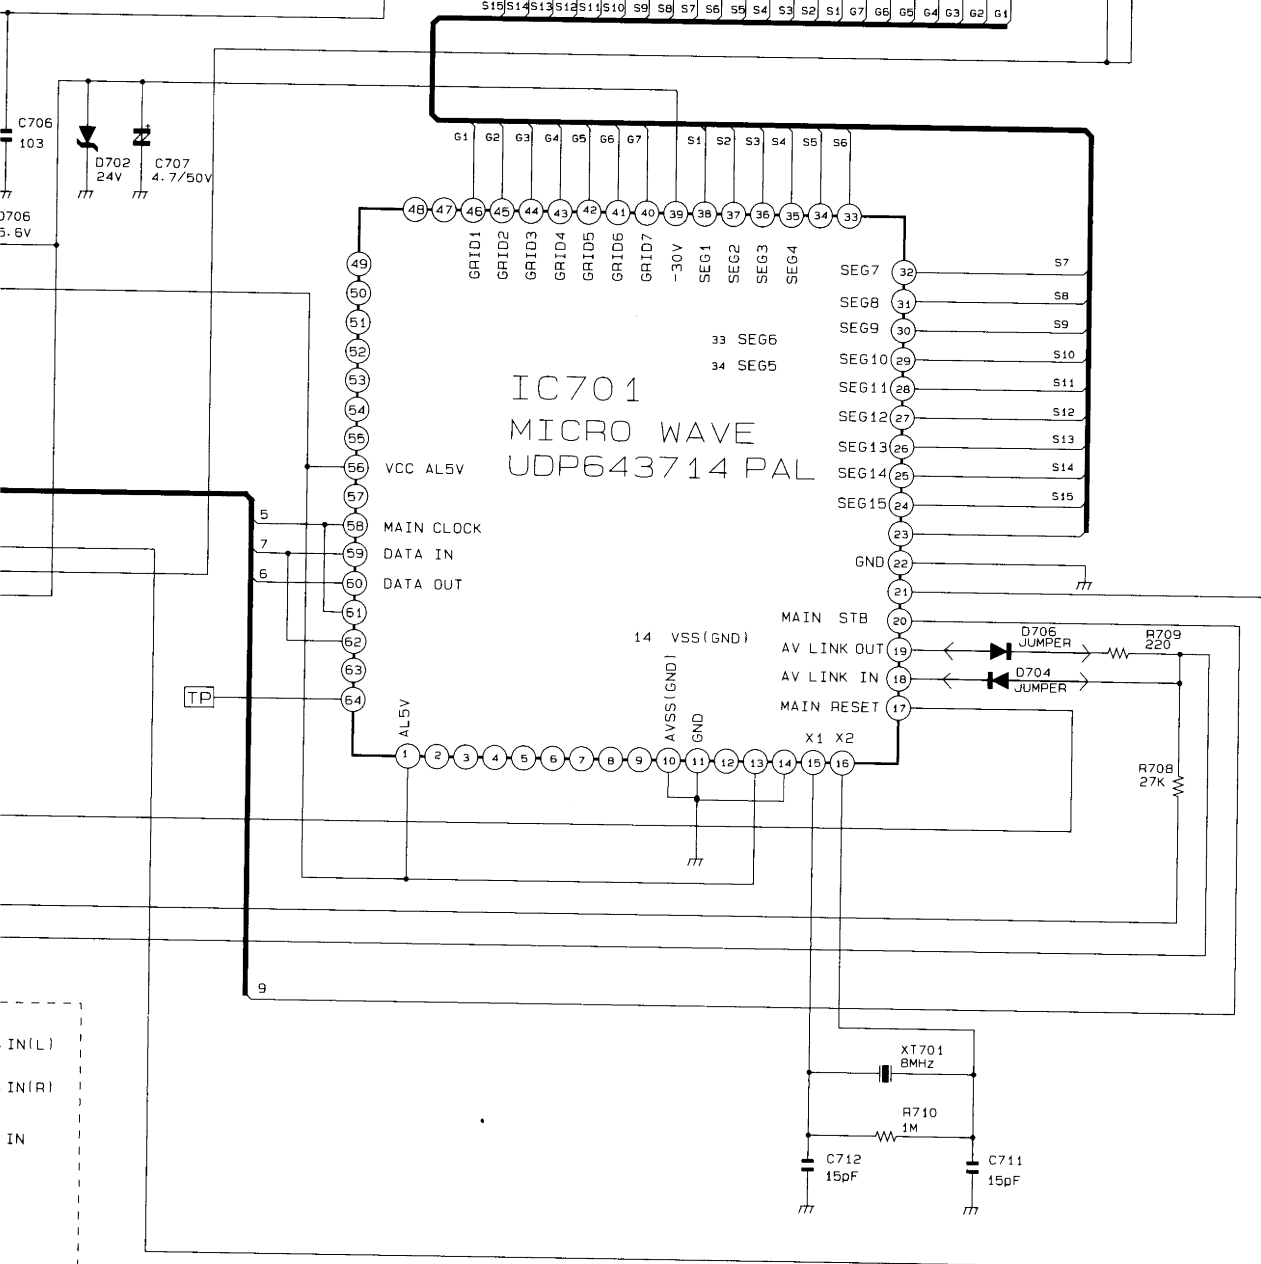 S15 S14 S13 S12 S11 S10 S9 S8 S7 S6 S5 S4 S3 S2 S1 G7 G6 G5 G4 G3 G2 G1
C706
103
D702
24V
C707
4.7/50V
D706
5.6V
G1 G2 G3 G4 G5 G6 G7 S1 S2 S3 S4 S5 S6
48 47 46 45 44 43 42 41 40 39 38 37 36 35 34 33
GRID1 GRID2 GRID3 GRID4 GRID5 GRID6 GRID7 -30V SEG1 SEG2 SEG3 SEG4
49
50
51
52
53
54
55
56 VCC AL5V
57
5 58 MAIN CLOCK
7 59 DATA IN
6 60 DATA OUT
61
62
63
TP 64
33 SEG6
34 SEG5
IC701
MICRO WAVE
UDP643714 PAL
SEG7 32 S7
SEG8 31 S8
SEG9 30 S9
SEG10 29 S10
SEG11 28 S11
SEG12 27 S12
SEG13 26 S13
SEG14 25 S14
SEG15 24 S15
23
GND 22
21
MAIN STB 20
14 VSS(GND)
AV LINK OUT 19
D706
JUMPER
R709
220
AV LINK IN 18
D704
JUMPER
MAIN RESET 17
AL5V AVSS(GND) GND X1 X2
1 2 3 4 5 6 7 8 9 10 11 12 13 14 15 16
R708
27K
9
IN(L)
IN(R)
IN
XT701
8MHz
R710
1M
C712
15pF
C711
15pF